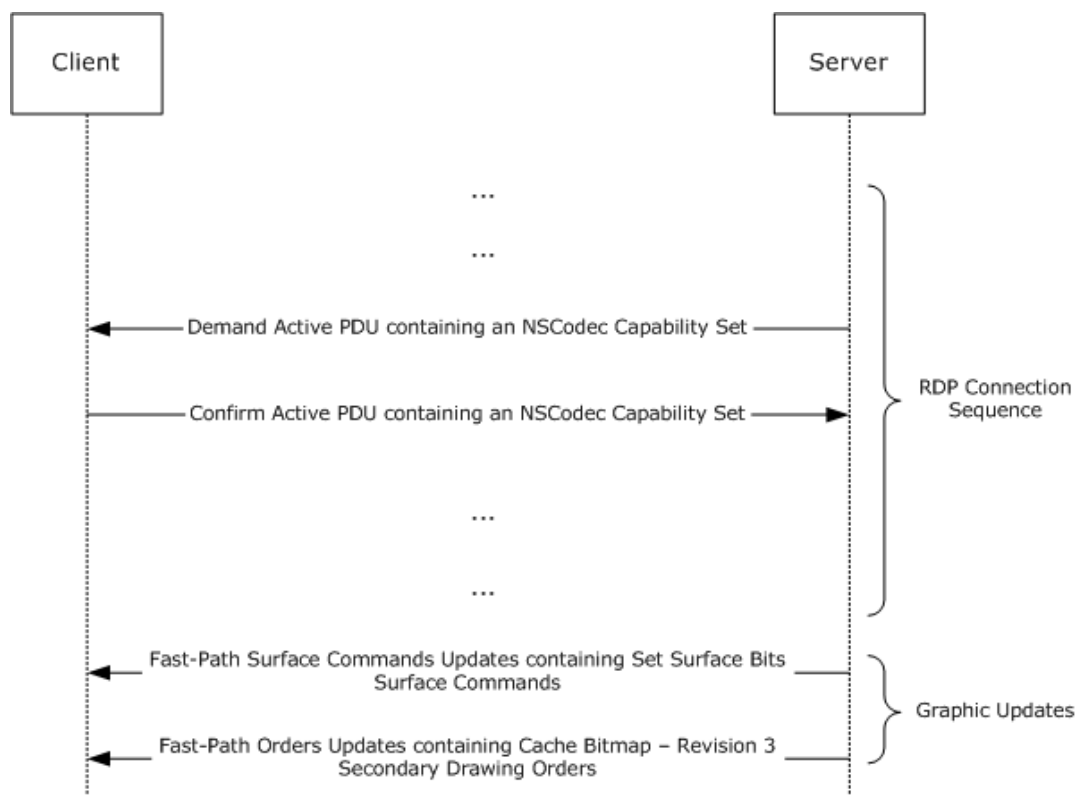 Client
Server
...
...
Demand Active PDU containing an NSCodec Capability Set
Confirm Active PDU containing an NSCodec Capability Set
RDP Connection
Sequence
...
...
Fast-Path Surface Commands Updates containing Set Surface Bits
Surface Commands
Graphic Updates
Fast-Path Orders Updates containing Cache Bitmap – Revision 3
Secondary Drawing Orders